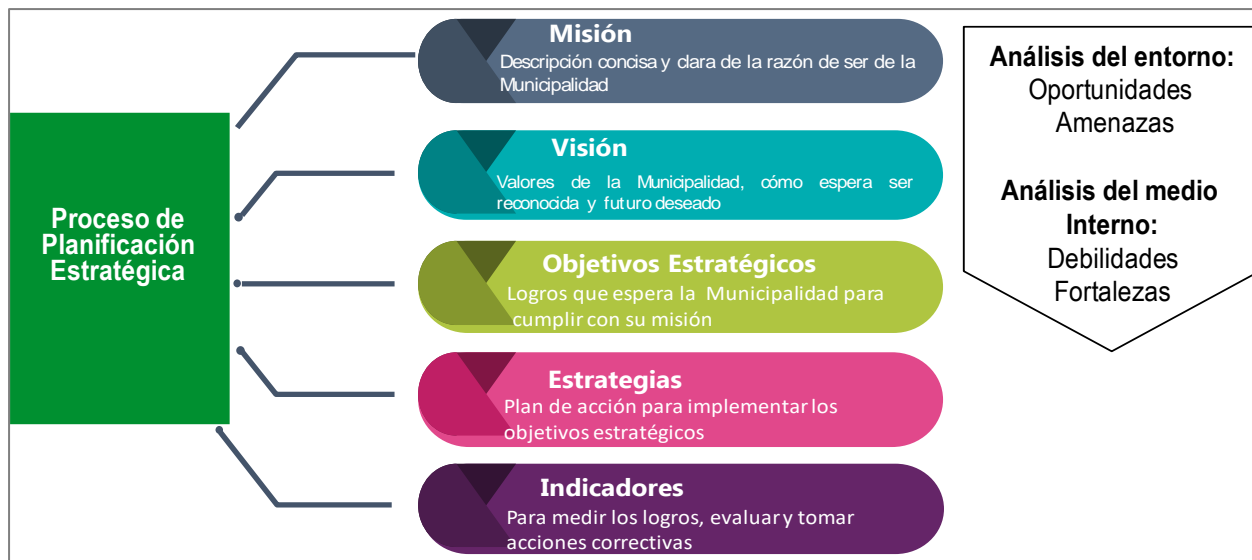 Proceso de
Planificación
Estratégica
Misión
Descripción concisa y clara de la razón de ser de la
Municipalidad
Visión
Valores de la Municipalidad, cómo espera ser
reconocida y futuro deseado
Objetivos Estratégicos
Logros que espera la Municipalidad para
cumplir con su misión
Estrategias
Plan de acción para implementar los
objetivos estratégicos
Indicadores
Para medir los logros, evaluar y tomar
acciones correctivas
Análisis del entorno:
Oportunidades
Amenazas
Análisis del medio
Interno:
Debilidades
Fortalezas